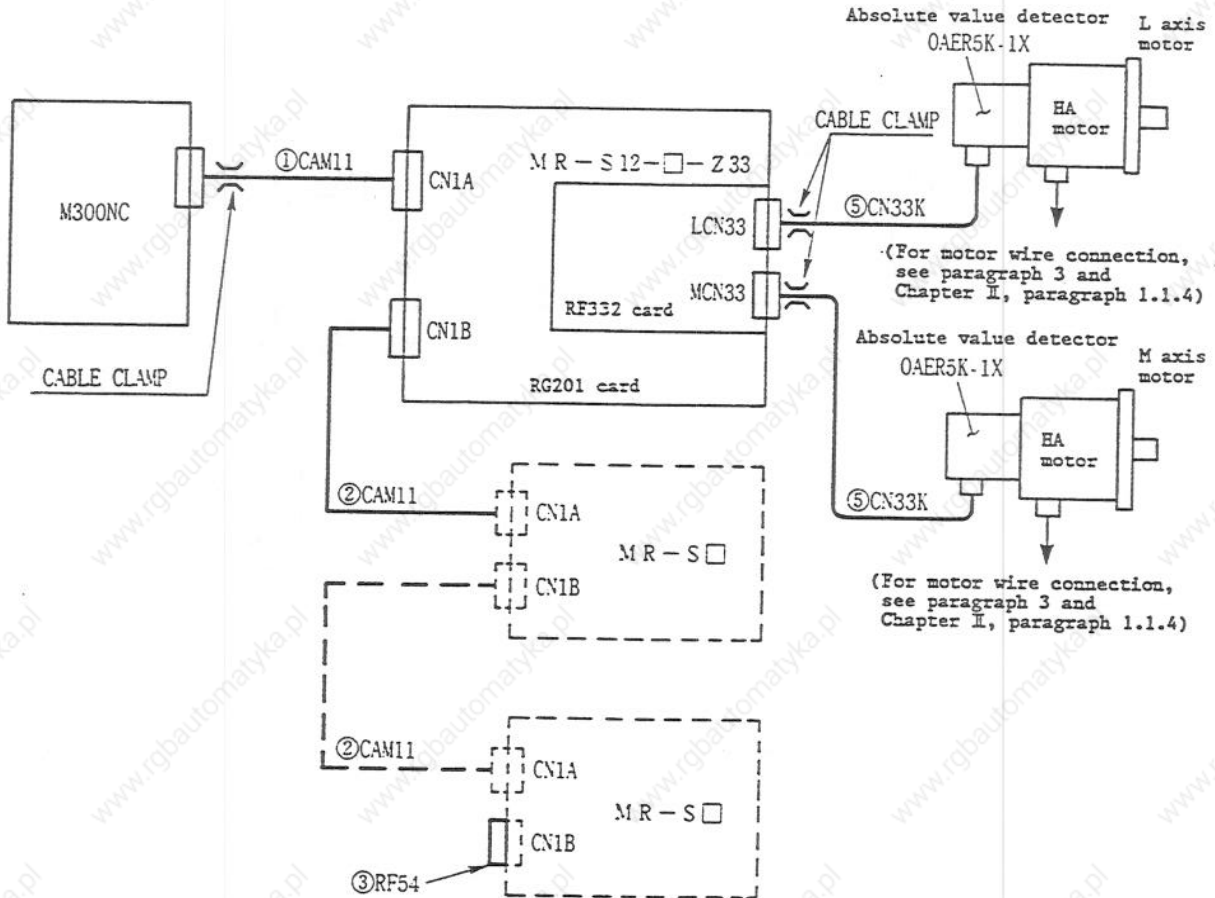 Absolute value detector
OAER5K-1X
L axis
motor
HA
motor
CABLE CLAMP
①CAM11
CN1A
MR-S12-□-Z33
M300NC
LCN33
⑤CN33K
(For motor wire connection,
see paragraph 3 and
Chapter Ⅱ, paragraph 1.1.4)
MCN33
RF332 card
CN1B
Absolute value detector
OAER5K-1X
M axis
motor
CABLE CLAMP
RG201 card
HA
motor
②CAM11
CN1A
⑤CN33K
MR-S□
CN1B
(For motor wire connection,
see paragraph 3 and
Chapter Ⅱ, paragraph 1.1.4)
②CAM11
CN1A
MR-S□
CN1B
③RF54
www.rgbautomatyka.pl